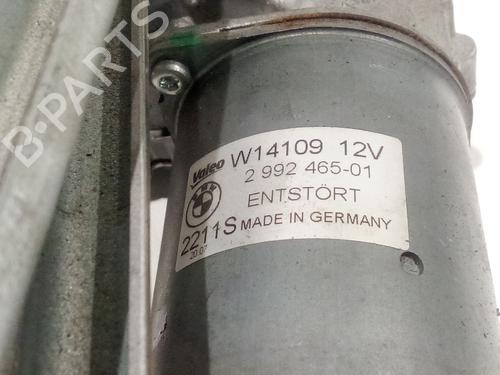 B-PARTS
Valeo W14109 12V
2 992 465-01
ENTSTÖRT
2211S MADE IN GERMANY